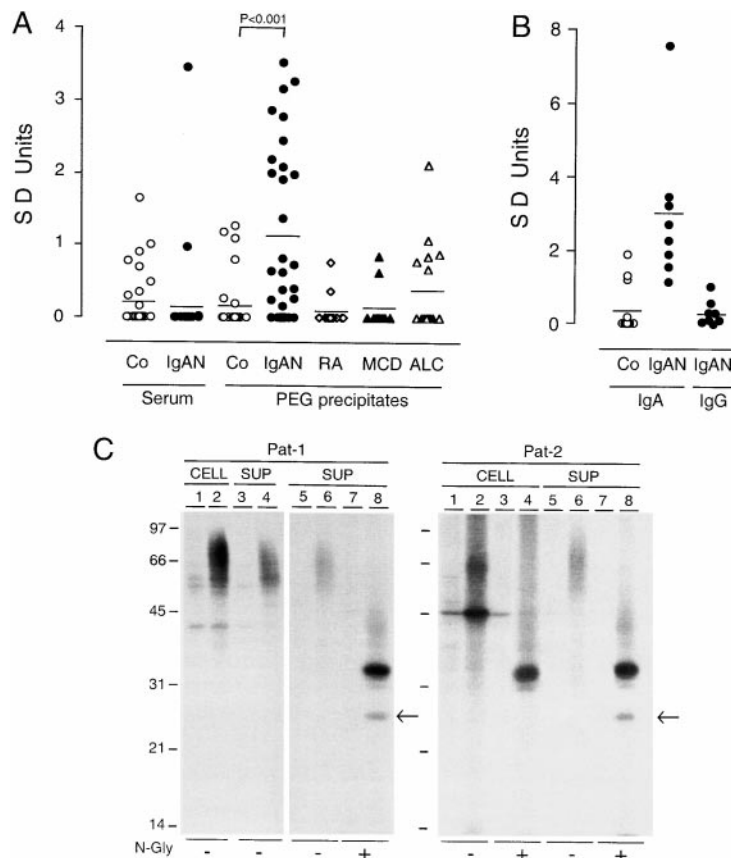 A
P<0.001
4
3
2
1
0
S D Units
Co IgAN Co IgAN RA MCD ALC
Serum PEG precipitates
B
8
6
4
2
0
S D Units
Co IgAN IgAN
IgA IgG
C
Pat-1 Pat-2
CELL SUP SUP CELL SUP
1 2 3 4 5 6 7 8 1 2 3 4 5 6 7 8
97
66
45
31
21
14
N-Gly - - - + - + - +